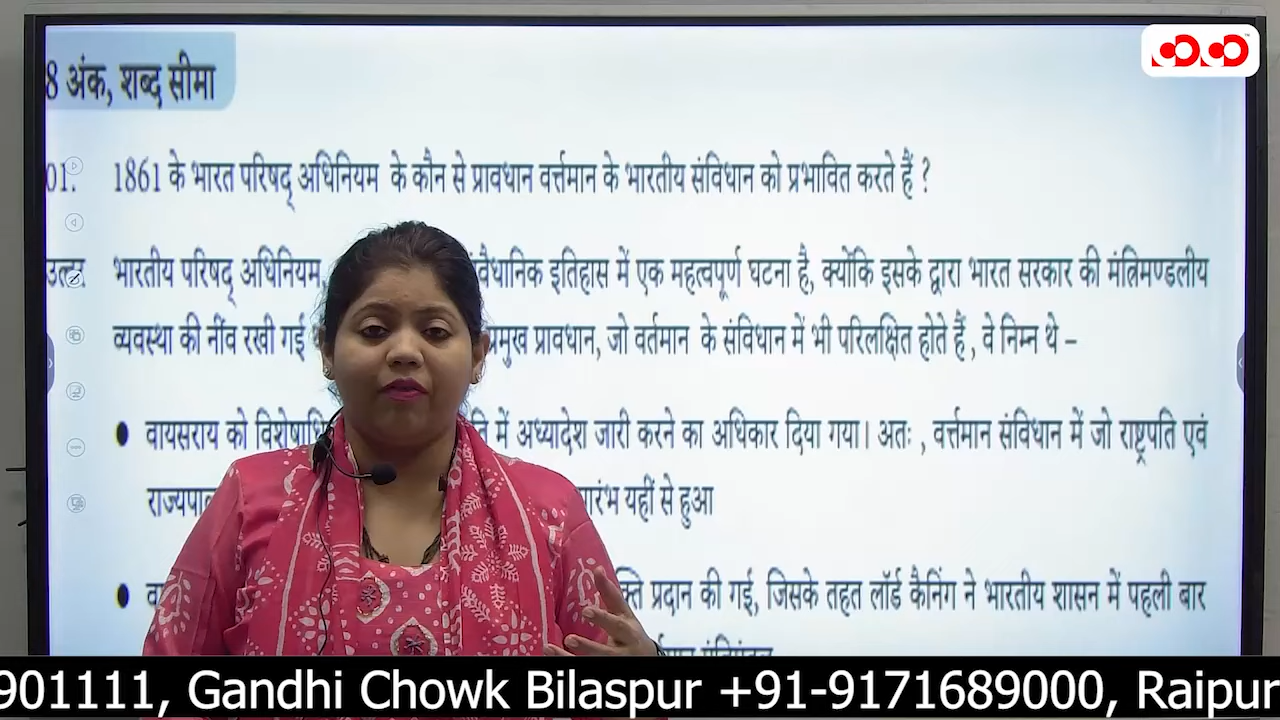 8 अंक, शब्द सीमा
01. 1861 के भारत परिषद् अधिनियम के कौन से प्रावधान वर्त्तमान के भारतीय संविधान को प्रभावित करते हैं ?
भारतीय परिषद् अधिनियम, वैधानिक इतिहास में एक महत्वपूर्ण घटना है, क्योंकि इसके द्वारा भारत सरकार की मंत्रिमण्डलीय
व्यवस्था की नींव रखी गई प्रमुख प्रावधान, जो वर्तमान के संविधान में भी परिलक्षित होते हैं , वे निम्न थे –
• वायसराय को में अध्यादेश जारी करने का अधिकार दिया गया। अतः , वर्त्तमान संविधान में जो राष्ट्रपति एवं
यहीं से हुआ
• प्रदान की गई, जिसके तहत लॉर्ड कैनिंग ने भारतीय शासन में पहली बार
901111, Gandhi Chowk Bilaspur +91-9171689000, Raipur